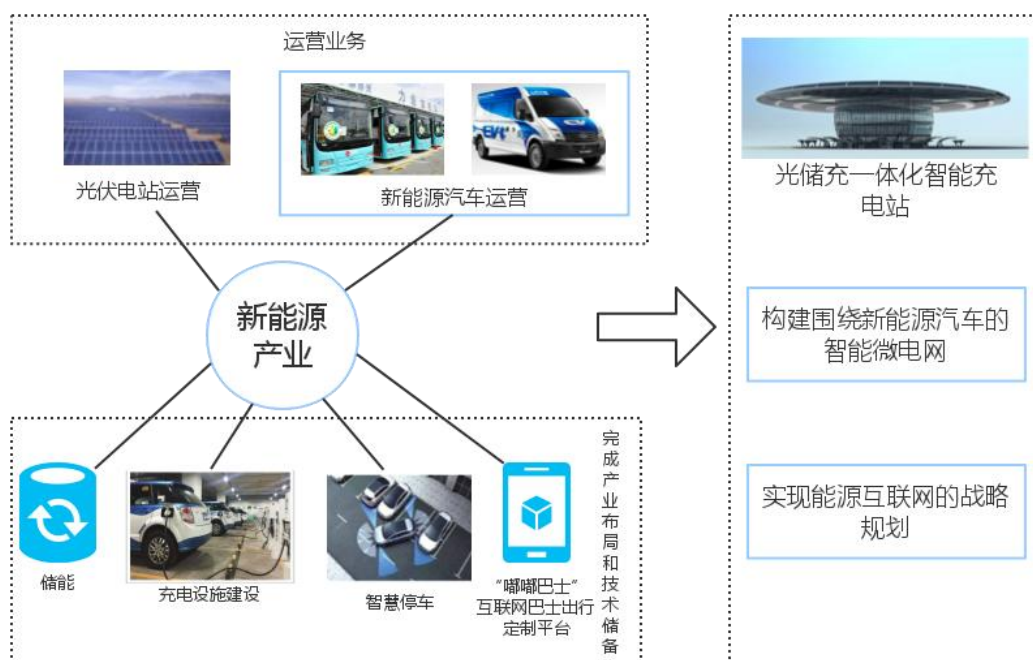 运营业务
光伏电站运营
新能源汽车运营
EV
新能源
产业
储能
充电设施建设
智慧停车
“嘟嘟巴士”
互联网巴士出行
定制平台
完成产业布局和技术储备
光储充一体化智能充
电站
构建围绕新能源汽车的
智能微电网
实现能源互联网的战略
规划